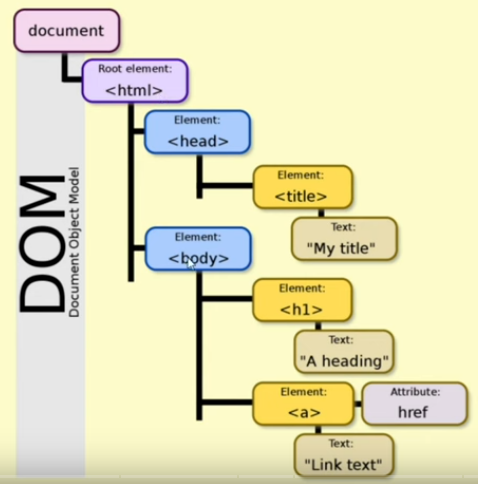 document
Root element:
<html>
Element:
<head>
Element:
<title>
Text:
"My title"
DOM
Document Object Model
Element:
<body>
Element:
<h1>
Text:
"A heading"
Element:
<a>
Attribute:
href
Text:
"Link text"